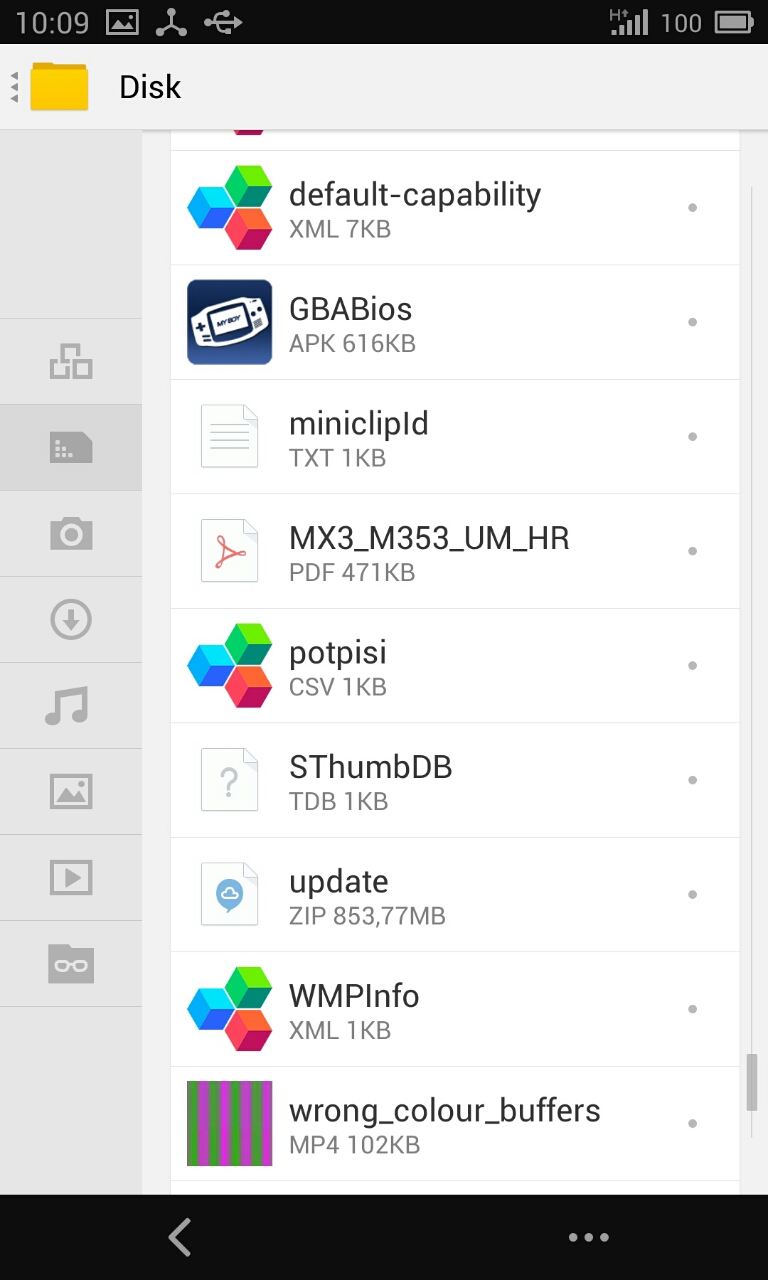 10:09
H↑
100
Disk
default-capability
XML 7KB
MY BOY
GBABios
APK 616KB
miniclipId
TXT 1KB
MX3_M353_UM_HR
PDF 471KB
potpisi
CSV 1KB
?
SThumbDB
TDB 1KB
update
ZIP 853,77MB
WMPInfo
XML 1KB
wrong_colour_buffers
MP4 102KB